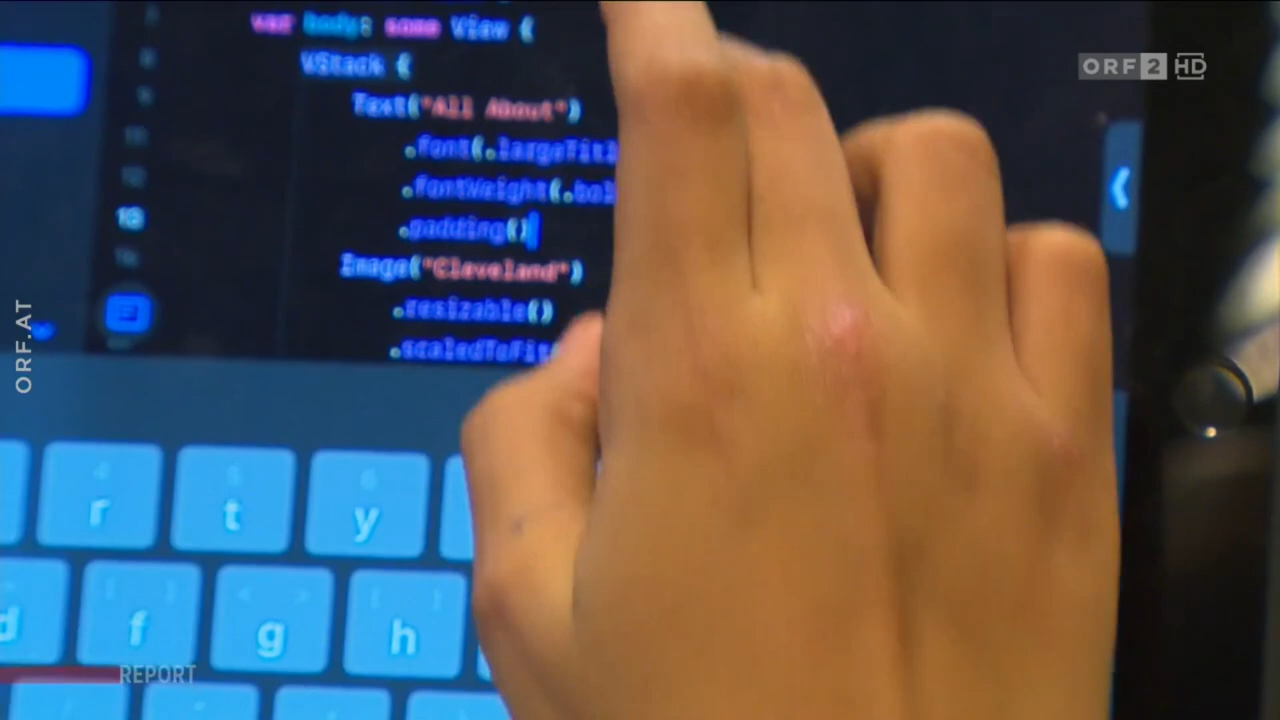 var body: some View {
VStack {
Text("All About")
.font(.largeTitl
.fontWeight(.bol
.padding()
Image("Cleveland")
.resizable()
.scaledToFit
ORF 2 HD
ORF.AT
r t y
d f g h
REPORT